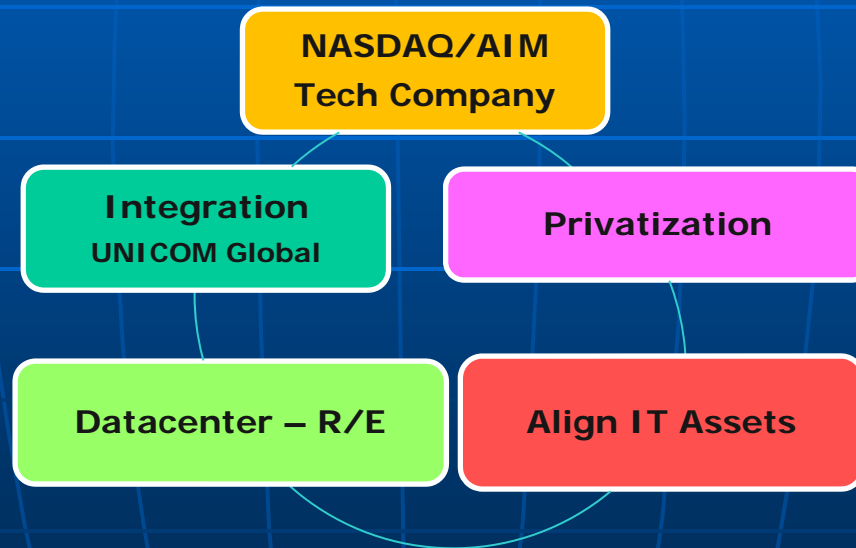 NASDAQ/AIM
Tech Company
Integration
UNICOM Global
Privatization
Datacenter – R/E
Align IT Assets